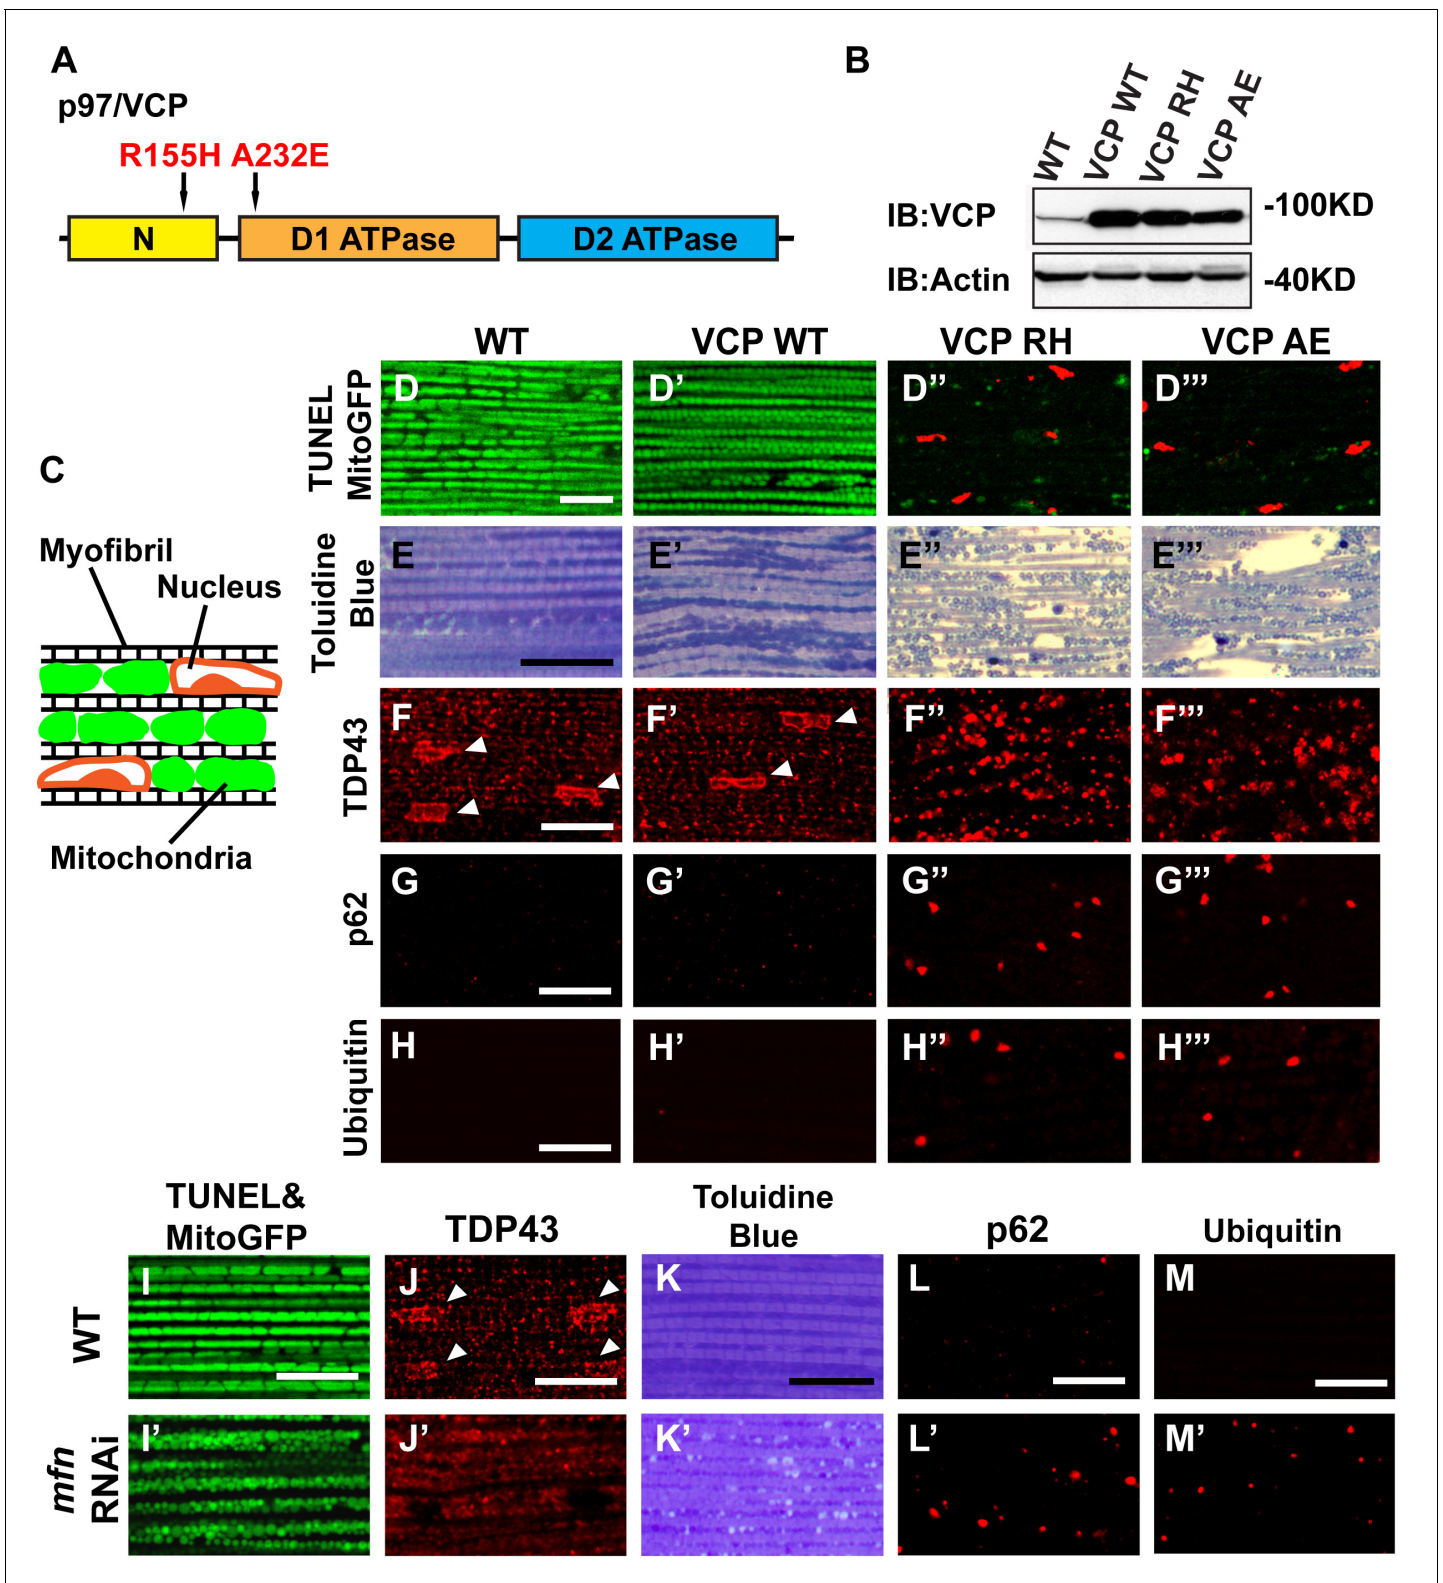 A
p97/VCP
R155H A232E
N
D1 ATPase
D2 ATPase
B
WT
VCP WT
VCP RH
VCP AE
IB:VCP
-100KD
IB:Actin
-40KD
C
Myofibril
Nucleus
Mitochondria
WT
VCP WT
VCP RH
VCP AE
TUNEL
MitoGFP
D
D’
D’’
D’’’
Toluidine
Blue
E
E’
E’’
E’’’
TDP43
F
F’
F’’
F’’’
p62
G
G’
G’’
G’’’
Ubiquitin
H
H’
H’’
H’’’
TUNEL&
MitoGFP
TDP43
Toluidine
Blue
p62
Ubiquitin
WT
I
J
K
L
M
mfn
RNAi
I’
J’
K’
L’
M’